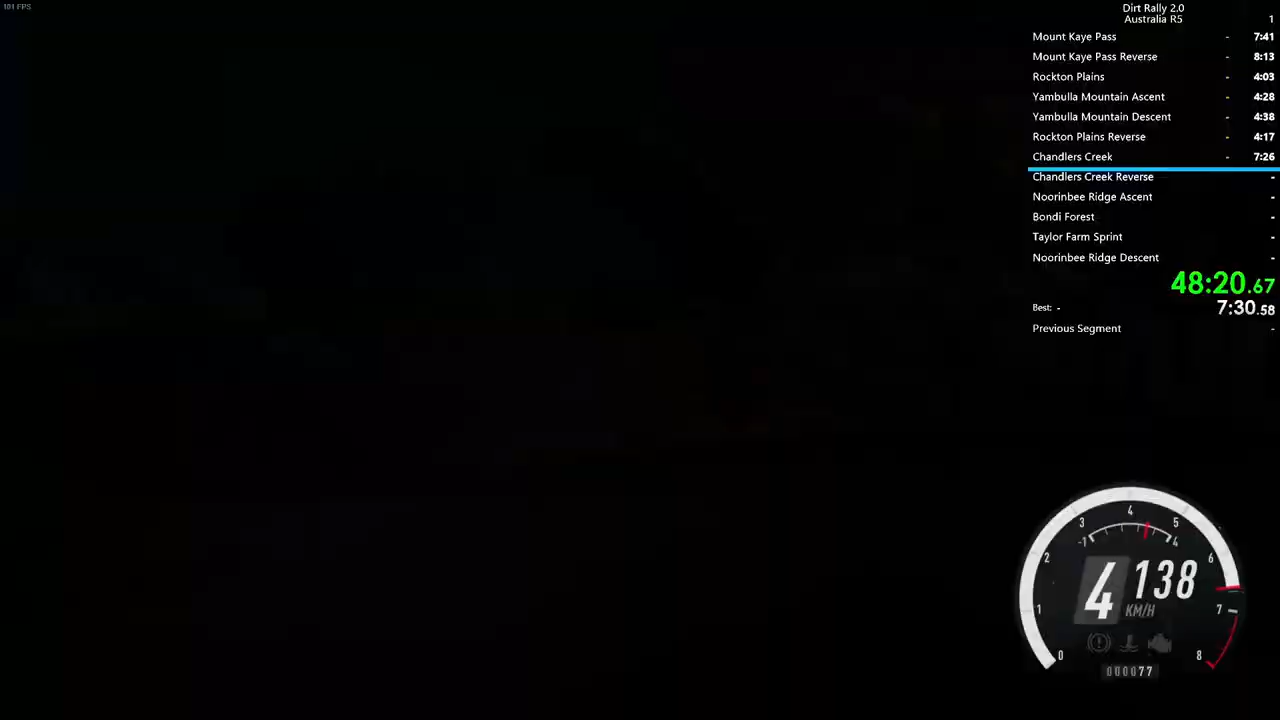 101 FPS
Dirt Rally 2.0
Australia R5 1
Mount Kaye Pass - 7:41
Mount Kaye Pass Reverse - 8:13
Rockton Plains - 4:03
Yambulla Mountain Ascent - 4:28
Yambulla Mountain Descent - 4:38
Rockton Plains Reverse - 4:17
Chandlers Creek - 7:26
Chandlers Creek Reverse -
Noorinbee Ridge Ascent -
Bondi Forest -
Taylor Farm Sprint -
Noorinbee Ridge Descent -
48:20.67
Best: - 7:30.58
Previous Segment -
0 1 2 3 4 5 6 7 8
-1 4
4 138
KM/H
000077